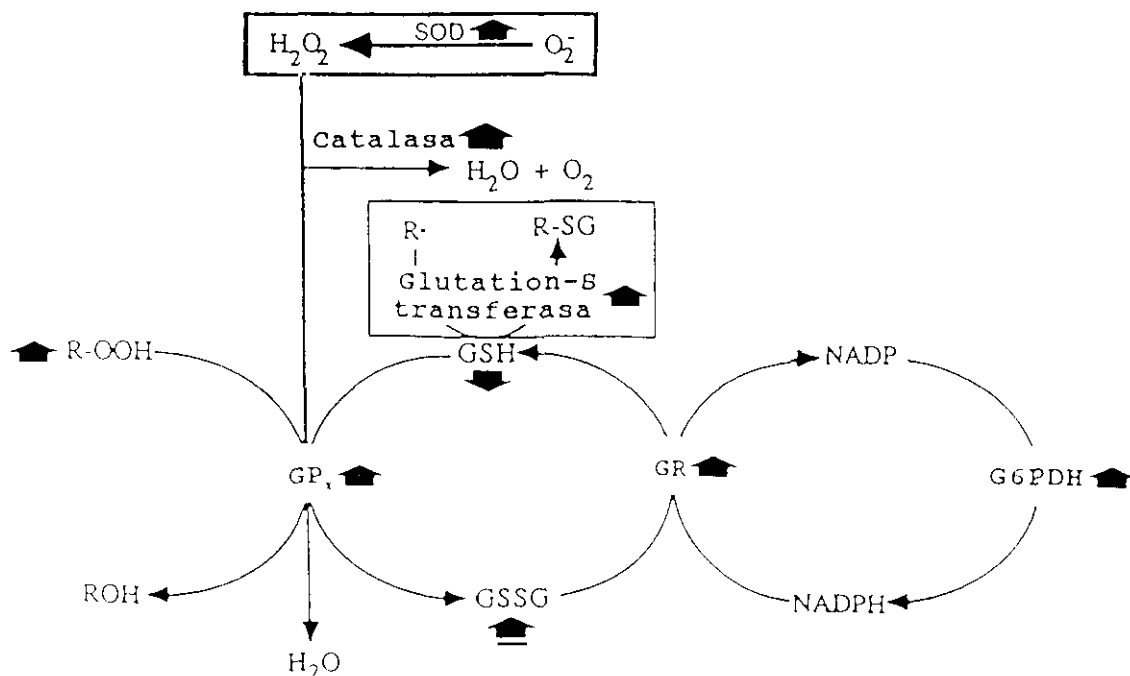 H₂O₂ SOD O₂⁻
Catalasa
H₂O + O₂
R· R-SG
Glutation-S
transferasa
R-OOH GSH NADP
GPₓ GR G6PDH
ROH GSSG NADPH
H₂O